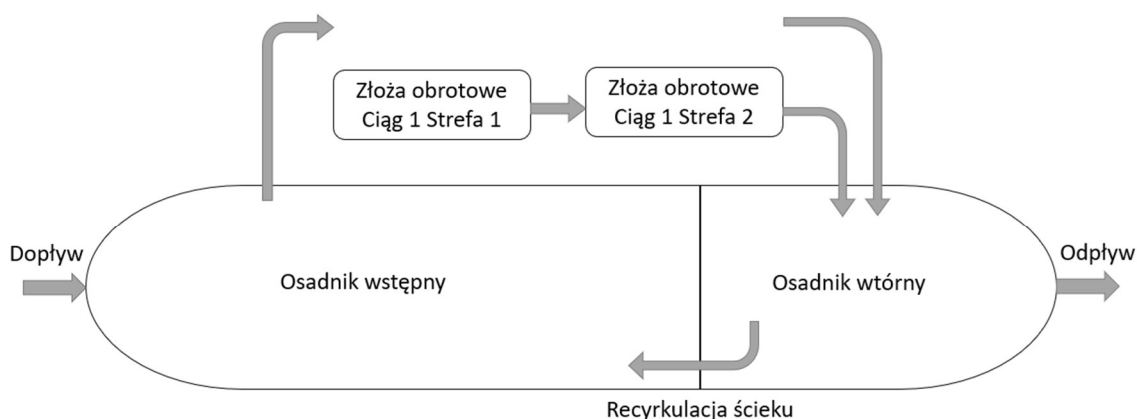 Złoża obrotowe
Ciąg 1 Strefa 1
Złoża obrotowe
Ciąg 1 Strefa 2
Dopływ
Osadnik wstępny
Osadnik wtórny
Odpływ
Recyrkulacja ścieku